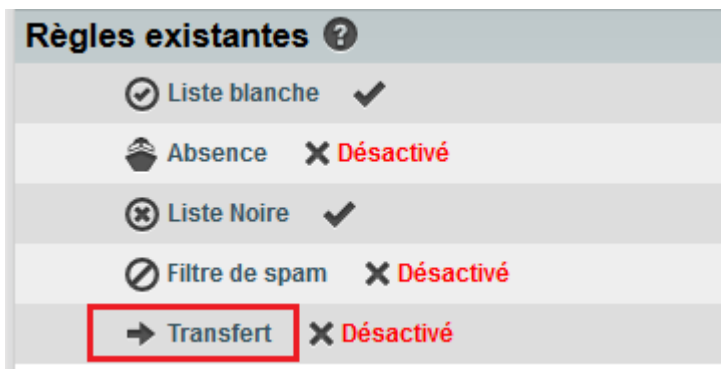 Règles existantes ?
Liste blanche
Absence Désactivé
Liste Noire
Filtre de spam Désactivé
Transfert Désactivé